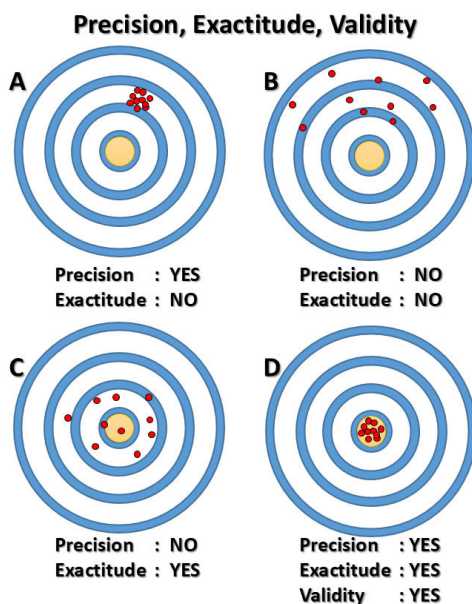 Precision, Exactitude, Validity
A
B
Precision : YES
Exactitude : NO
Precision : NO
Exactitude : NO
C
D
Precision : NO
Exactitude : YES
Precision : YES
Exactitude : YES
Validity : YES